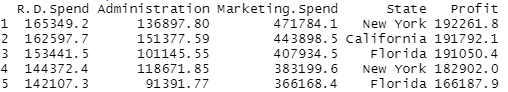 R.D.Spend Administration Marketing.Spend State Profit
1 165349.2 136897.80 471784.1 New York 192261.8
2 162597.7 151377.59 443898.5 California 191792.1
3 153441.5 101145.55 407934.5 Florida 191050.4
4 144372.4 118671.85 383199.6 New York 182902.0
5 142107.3 91391.77 366168.4 Florida 166187.9